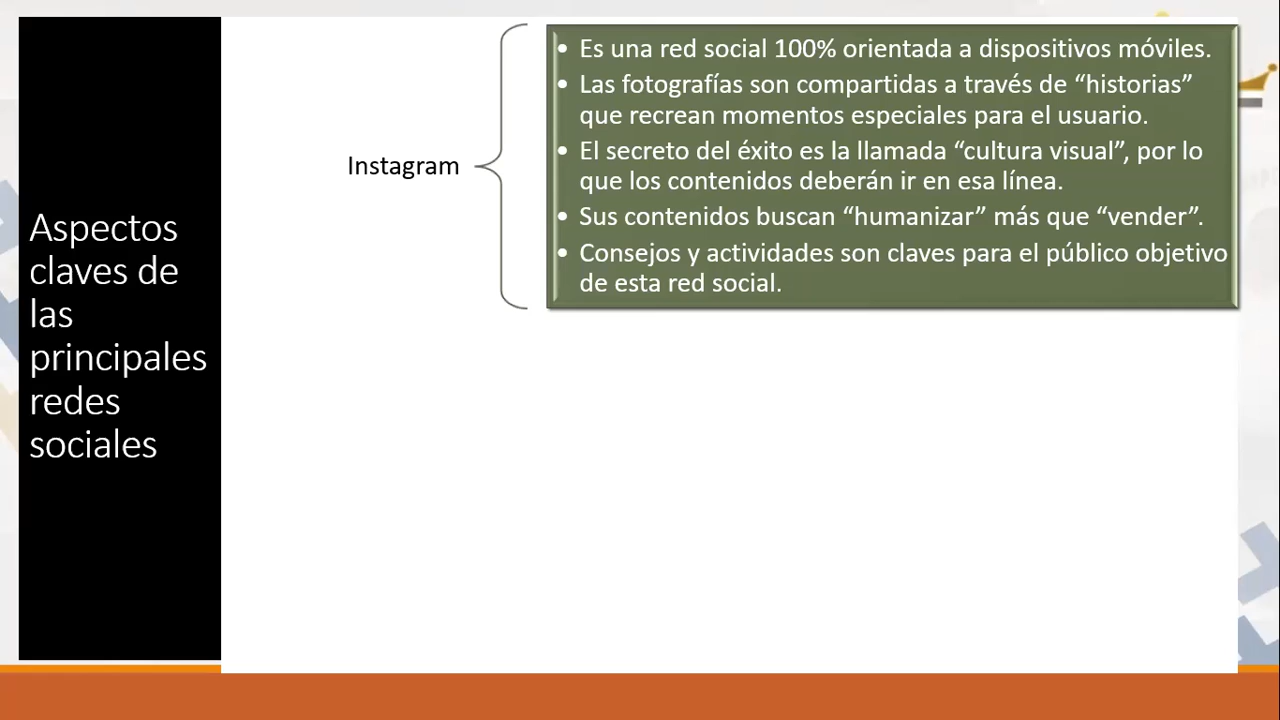 Aspectos
claves de
las
principales
redes
sociales
Instagram
• Es una red social 100% orientada a dispositivos móviles.
• Las fotografías son compartidas a través de “historias”
que recrean momentos especiales para el usuario.
• El secreto del éxito es la llamada “cultura visual”, por lo
que los contenidos deberán ir en esa línea.
• Sus contenidos buscan “humanizar” más que “vender”.
• Consejos y actividades son claves para el público objetivo
de esta red social.